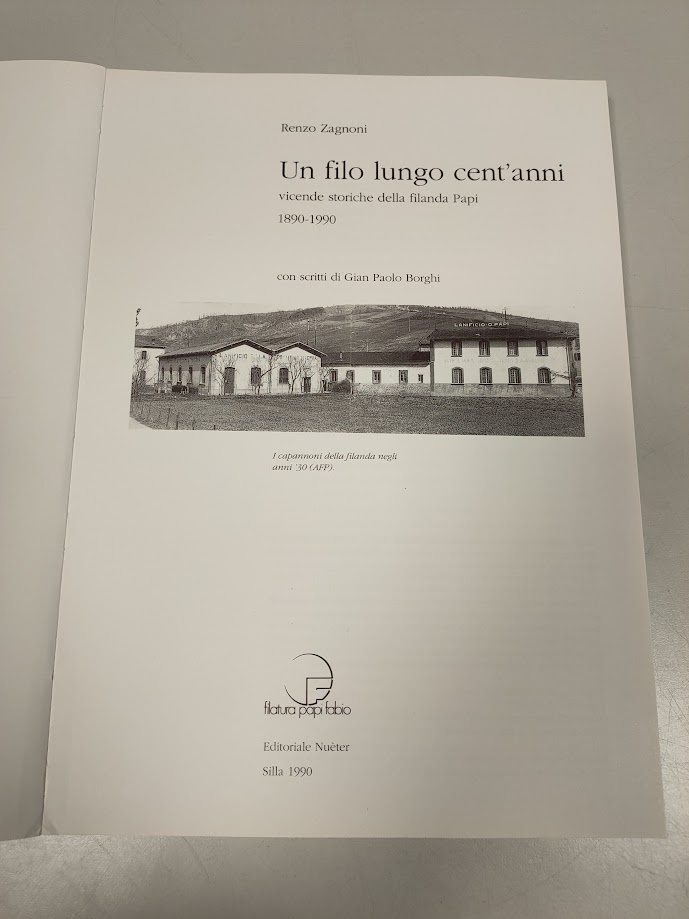 Renzo Zagnoni
Un filo lungo cent'anni
vicende storiche della filanda Papi
1890-1990
con scritti di Gian Paolo Borghi
LANIFICIO D. PAPI
LANIFICIO
I capannoni della filanda negli
anni '30 (AFP).
filatura papi fabio
Editoriale Nuèter
Silla 1990